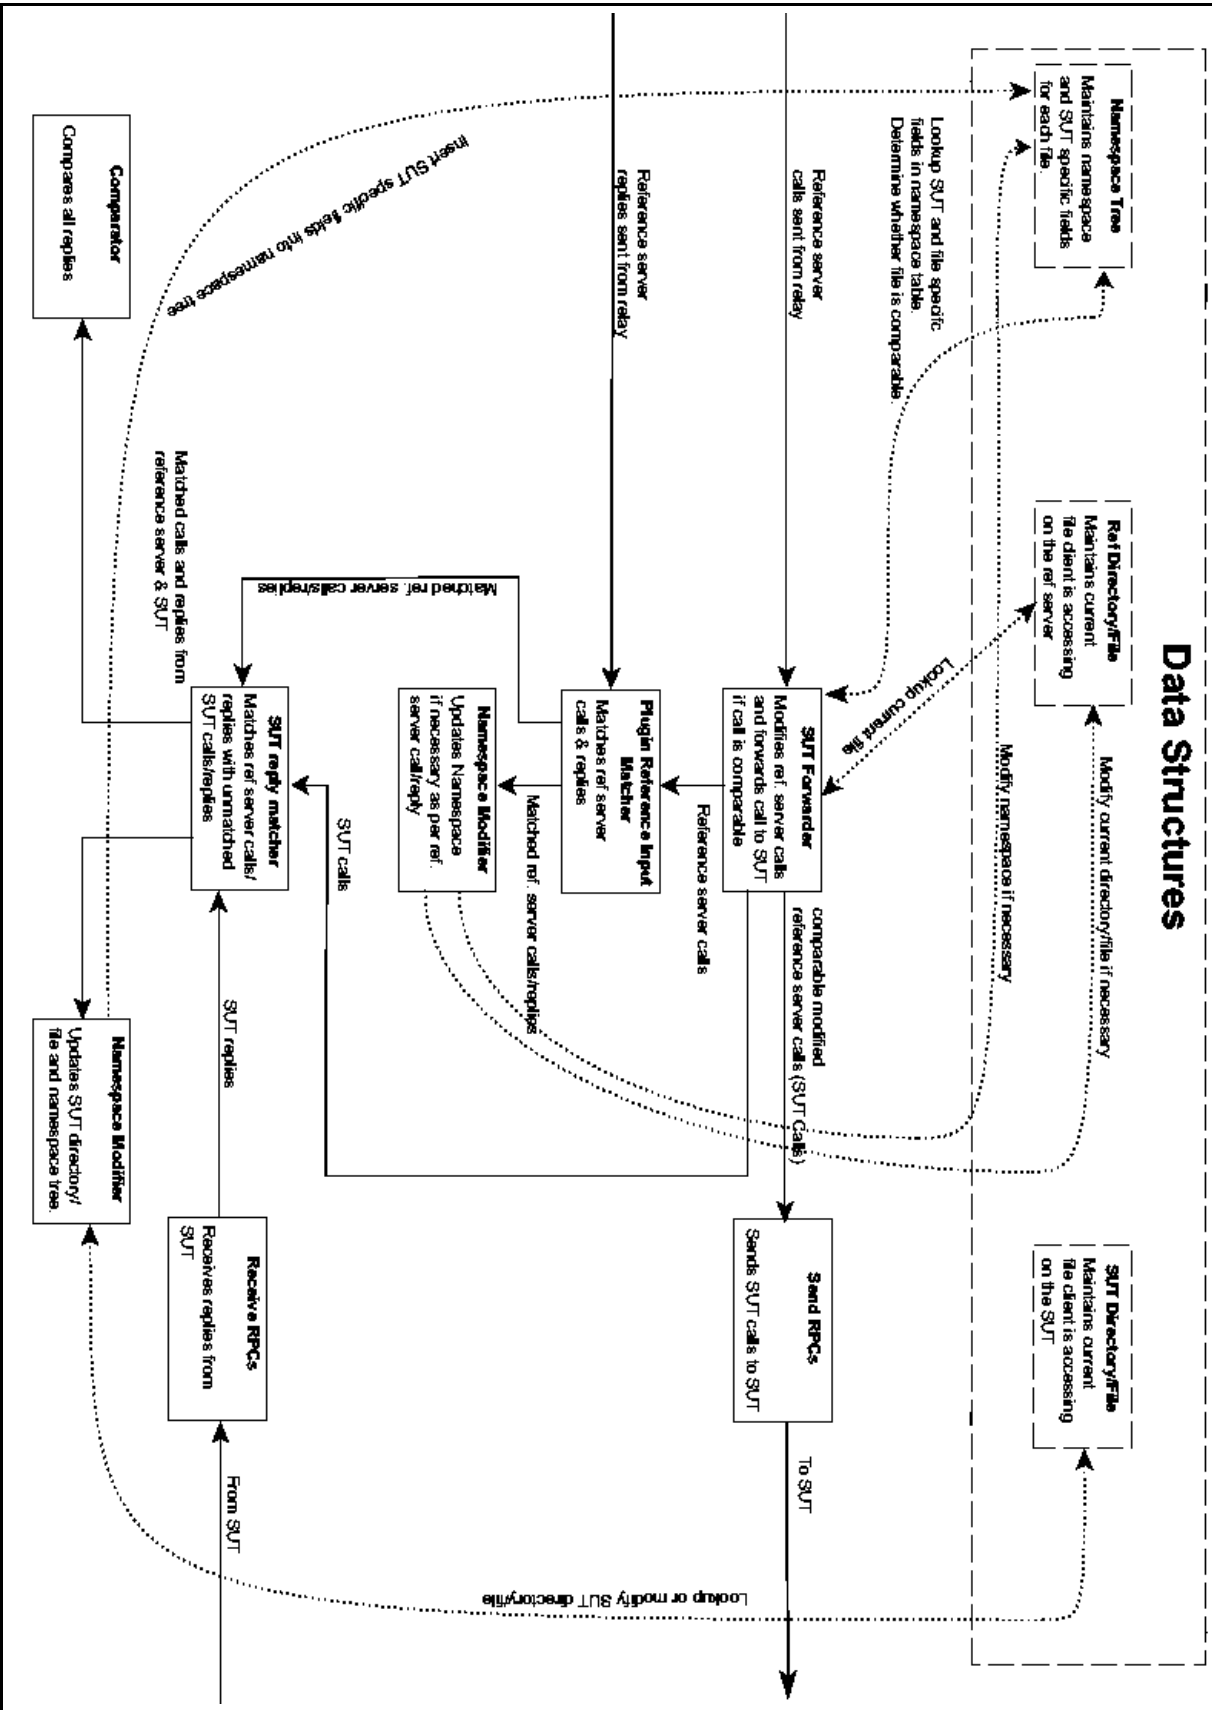 Data Structures
Namespace Tree
Maintains namespace
and SUT specific fields
for each file.
Ref Directory/File
Maintains current
file client is accessing
on the ref server
SUT Directory/File
Maintains current
file client is accessing
on the SUT
Modify current directory/file if necessary
Modify namespace if necessary
Lookup SUT and file specifc
fields in namespace table.
Determine whether file is comparable.
Lookup current file
Reference server
calls sent from relay
SUT Forwarder
Modifies ref. server calls
and forwards call to SUT
if call is comparable
comparable modified
reference server calls (SUT Calls)
Send RPCs
Sends SUT calls to SUT
To SUT
Reference server calls
Reference server
replies sent from relay
Plugin Reference Input
Matcher
Matches ref server
calls & replies
Matched ref. server calls/replies
Matched ref. server calls/replies
Namespace Modifier
Updates Namespace
if necessary as per ref.
server call/reply
SUT calls
insert SUT specific fields into namespace tree
SUT reply matcher
Matches ref server calls/
replies with unmatched
SUT calls/replies
SUT replies
Receive RPCs
Receives replies from
SUT
From SUT
Matched calls and replies from
reference server & SUT
Comparator
Compares all replies
Namespace Modifier
Updates SUT directory/
file and namespace tree.
Lookup or modify SUT directory/file